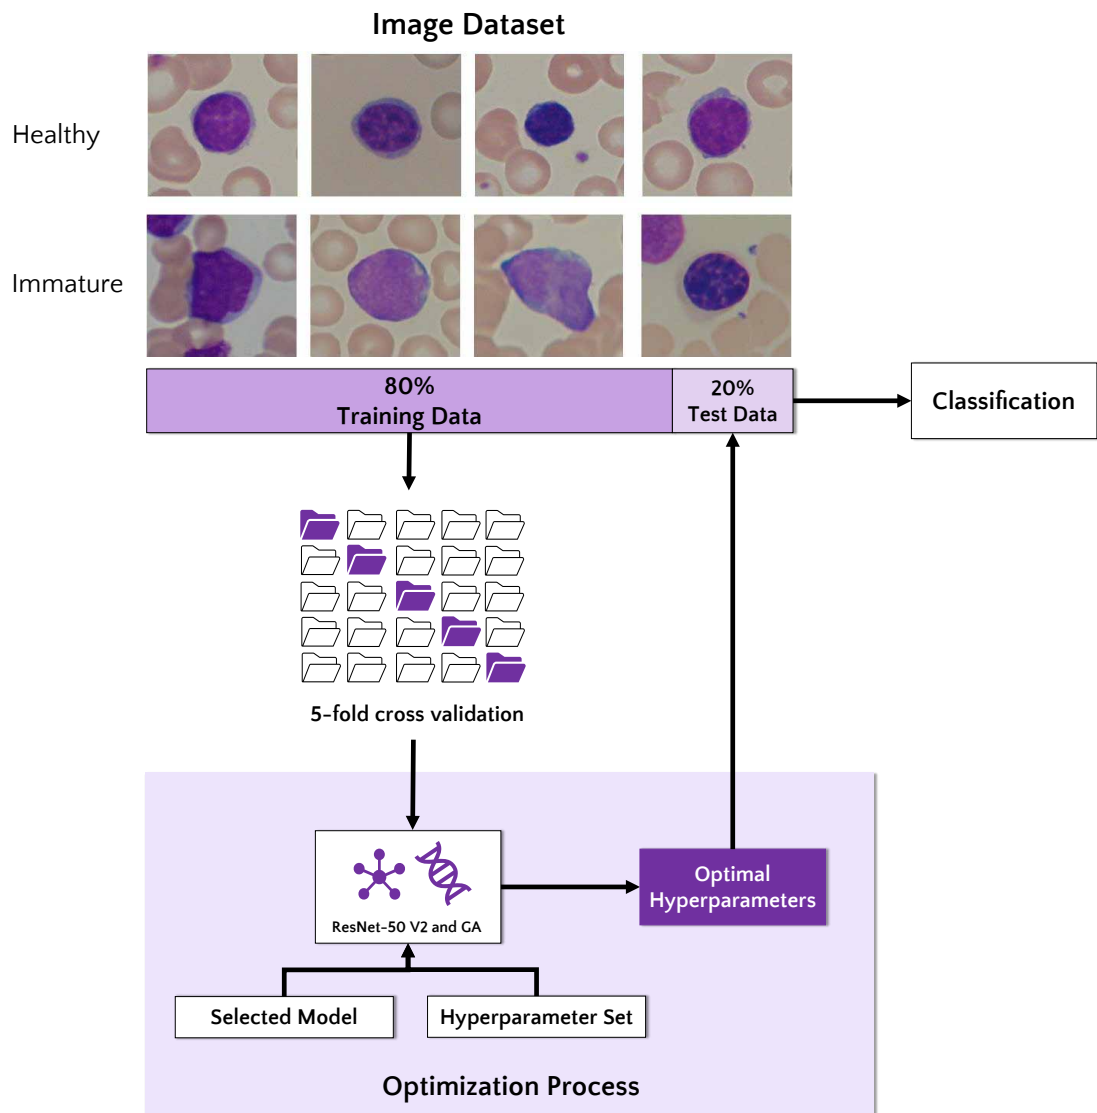 Image Dataset
Healthy
Immature
80%
Training Data
20%
Test Data
Classification
5-fold cross validation
ResNet-50 V2 and GA
Optimal
Hyperparameters
Selected Model
Hyperparameter Set
Optimization Process